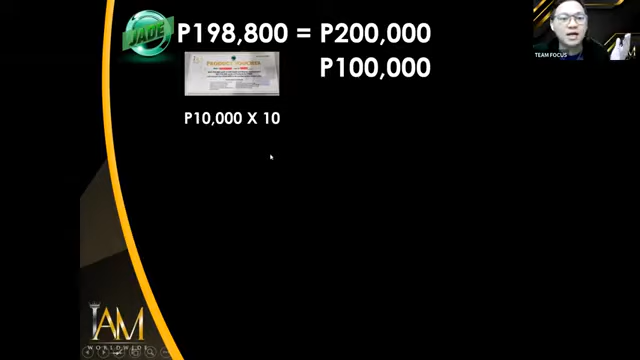 JADE
P198,800 = P200,000
P100,000
PRODUCT VOUCHER
P10,000 X 10
TEAM FOCUS
IAM
WORLDWIDE